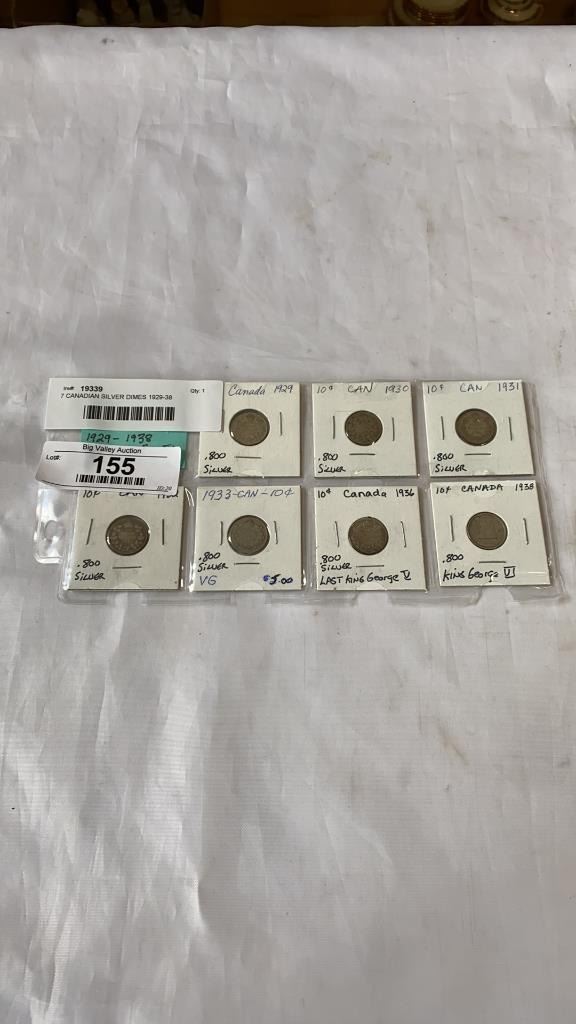 Itm#: 19339 Qty. 1
7 CANADIAN SILVER DIMES 1929-38
1929 - 1938
Big Valley Auction
Lot#:
155
Canada 1929
.800
SILVER
10¢ CAN 1930
.800
SILVER
10¢ CAN 1931
.800
SILVER
10¢ CAN
.800
SILVER
1933-CAN-10¢
.800
SILVER
VG $5.00
10¢ Canada 1936
.800
SILVER
LAST KING George V
10¢ CANADA 1938
.800
KING George VI